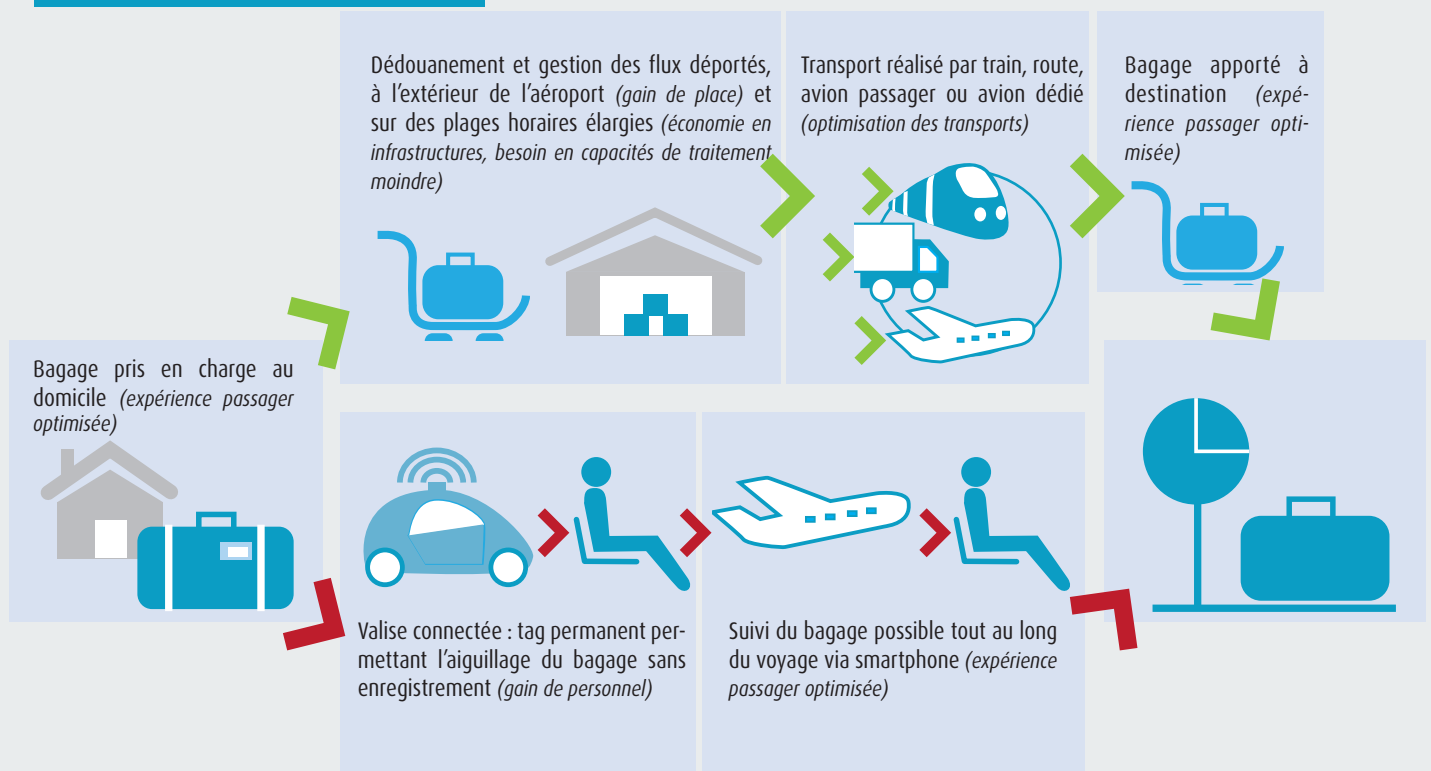 Dédouanement et gestion des flux déportés,
à l'extérieur de l'aéroport (gain de place) et
sur des plages horaires élargies (économie en
infrastructures, besoin en capacités de traitement
moindre)
Transport réalisé par train, route,
avion passager ou avion dédié
(optimisation des transports)
Bagage apporté à
destination (expé-
rience passager opti-
misée)
Bagage pris en charge au
domicile (expérience passager
optimisée)
Valise connectée : tag permanent per-
mettant l'aiguillage du bagage sans
enregistrement (gain de personnel)
Suivi du bagage possible tout au long
du voyage via smartphone (expérience
passager optimisée)